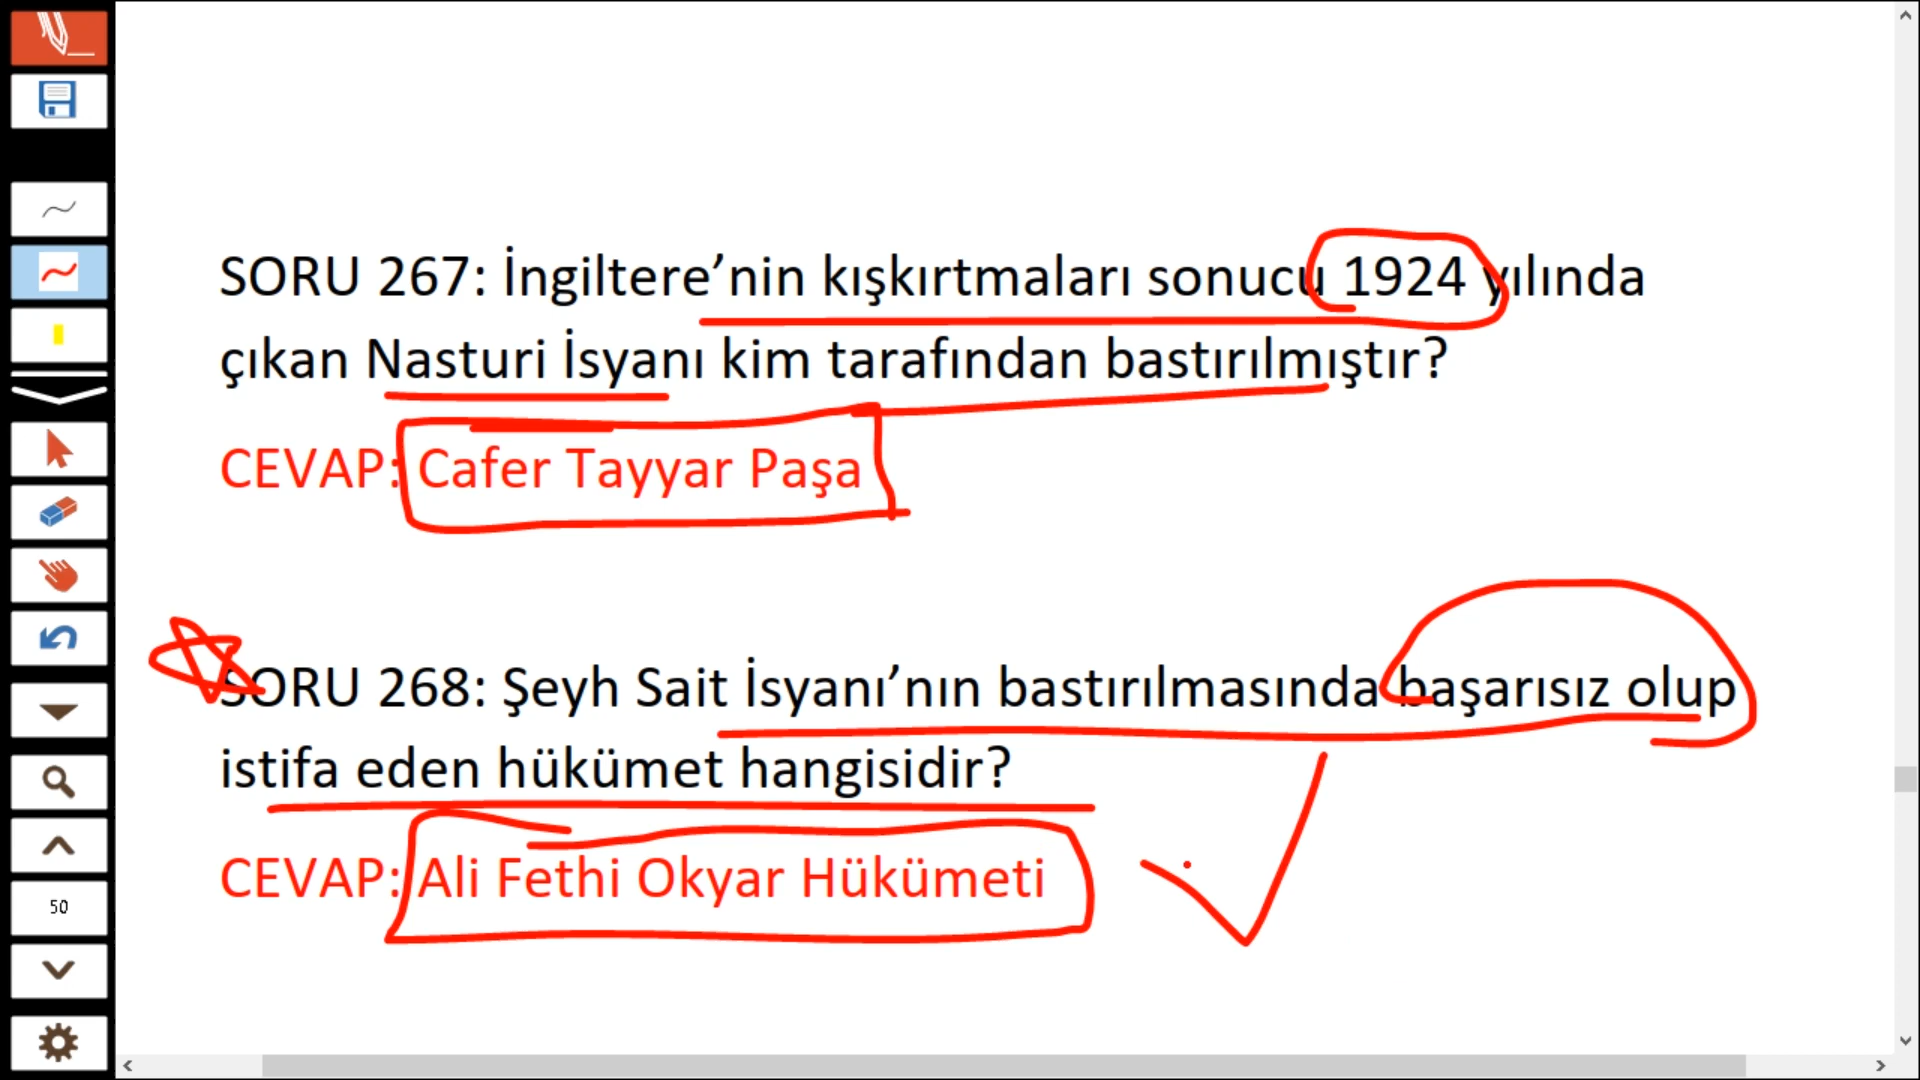 SORU 267: İngiltere’nin kışkırtmaları sonucu 1924 yılında
çıkan Nasturi İsyanı kim tarafından bastırılmıştır?
CEVAP: Cafer Tayyar Paşa
SORU 268: Şeyh Sait İsyanı’nın bastırılmasında başarısız olup
istifa eden hükümet hangisidir?
CEVAP: Ali Fethi Okyar Hükümeti
50